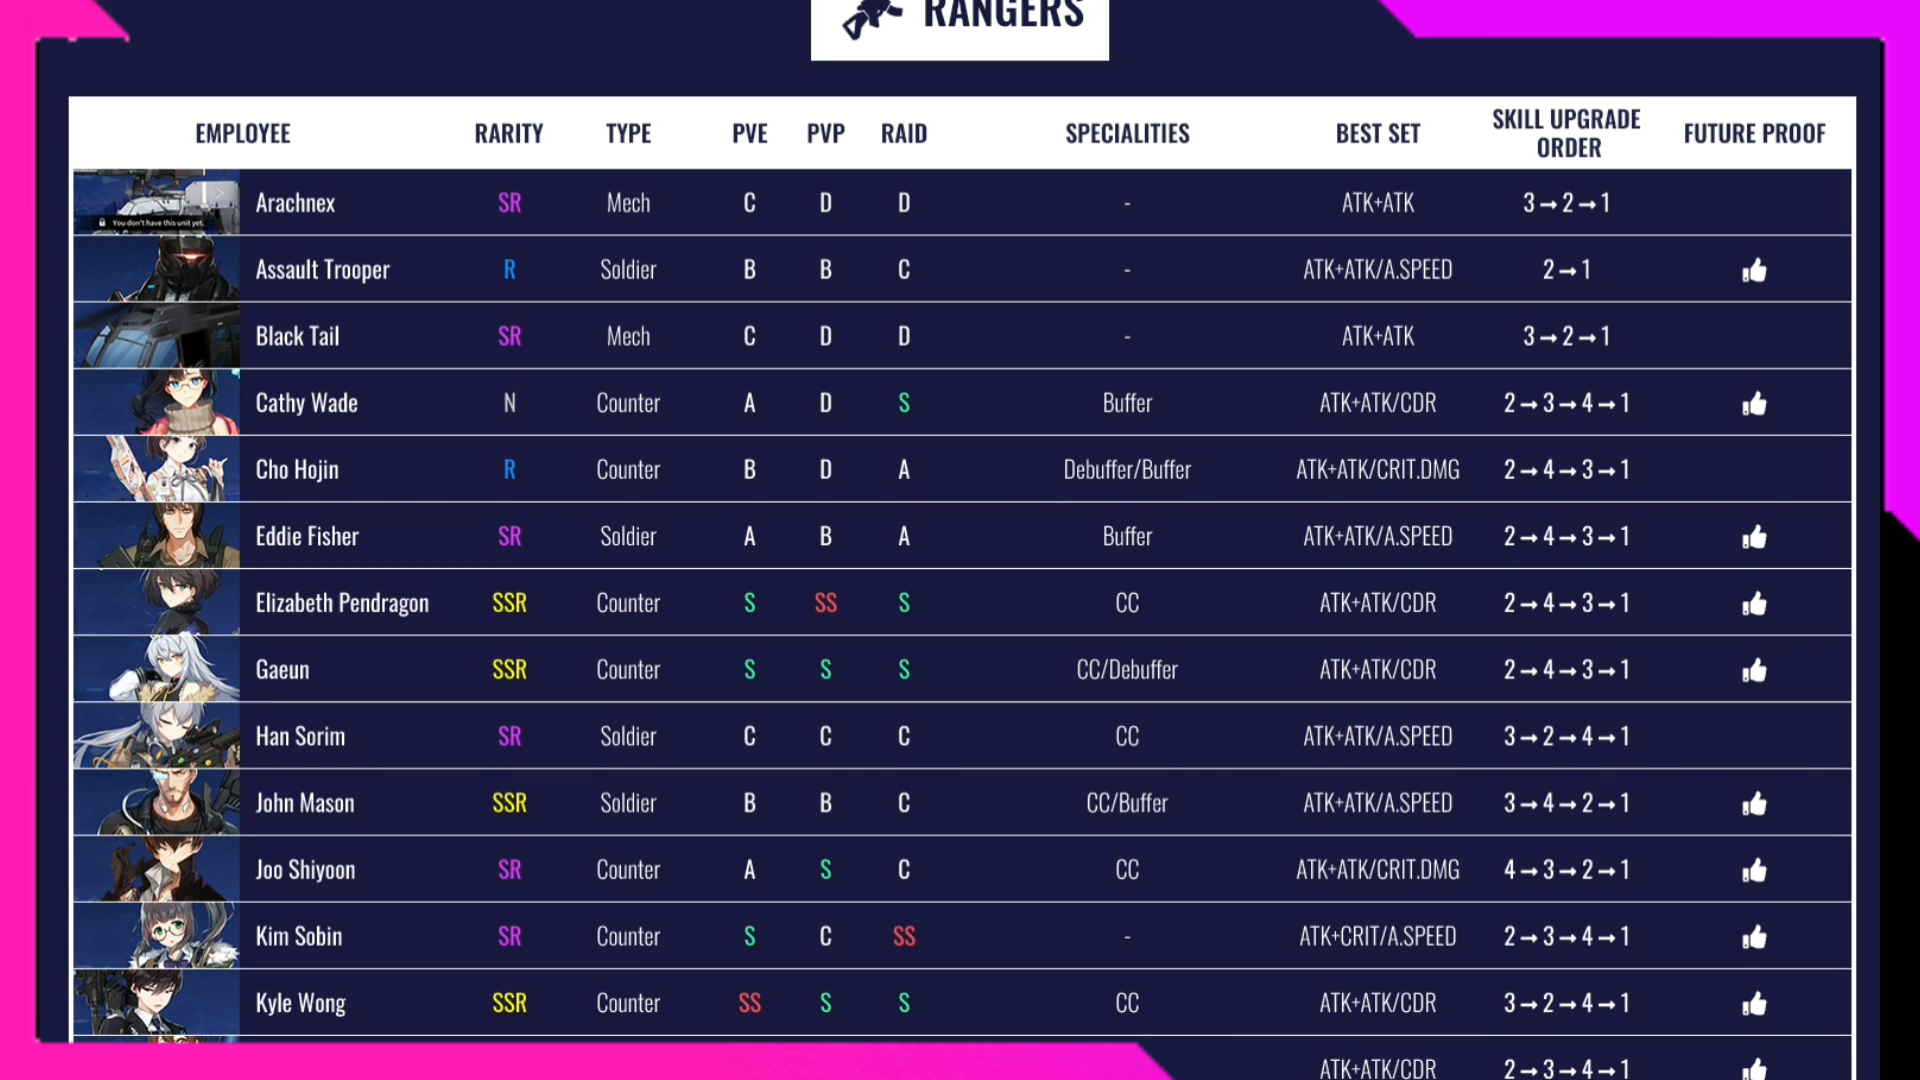 RANGERS
EMPLOYEE RARITY TYPE PVE PVP RAID SPECIALITIES BEST SET SKILL UPGRADE ORDER FUTURE PROOF
You don't have this unit yet.
Arachnex SR Mech C D D - ATK+ATK 3→2→1
Assault Trooper R Soldier B B C - ATK+ATK/A.SPEED 2→1
Black Tail SR Mech C D D - ATK+ATK 3→2→1
Cathy Wade N Counter A D S Buffer ATK+ATK/CDR 2→3→4→1
Cho Hojin R Counter B D A Debuffer/Buffer ATK+ATK/CRIT.DMG 2→4→3→1
Eddie Fisher SR Soldier A B A Buffer ATK+ATK/A.SPEED 2→4→3→1
Elizabeth Pendragon SSR Counter S SS S CC ATK+ATK/CDR 2→4→3→1
Gaeun SSR Counter S S S CC/Debuffer ATK+ATK/CDR 2→4→3→1
Han Sorim SR Soldier C C C CC ATK+ATK/A.SPEED 3→2→4→1
John Mason SSR Soldier B B C CC/Buffer ATK+ATK/A.SPEED 3→4→2→1
Joo Shiyoon SR Counter A S C CC ATK+ATK/CRIT.DMG 4→3→2→1
Kim Sobin SR Counter S C SS - ATK+CRIT/A.SPEED 2→3→4→1
Kyle Wong SSR Counter SS S S CC ATK+ATK/CDR 3→2→4→1
ATK+ATK/CDR 2→3→4→1